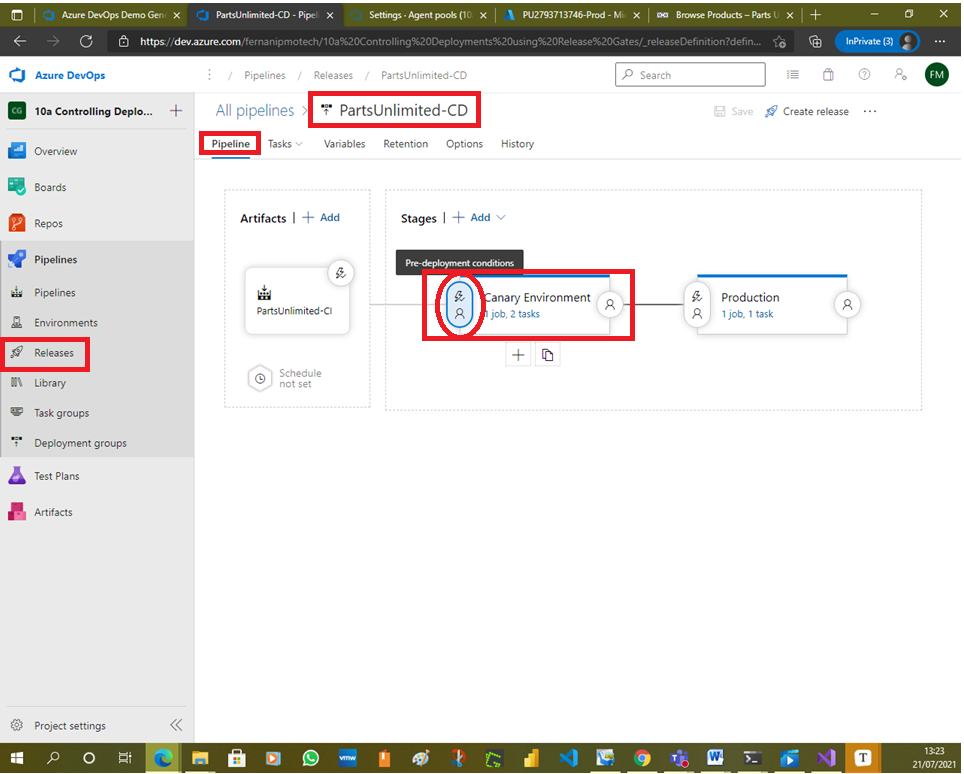 Azure DevOps Demo Gen
PartsUnlimited-CD - Pipeli
Settings · Agent pools (10.
PU2793713746-Prod - Mi
Browse Products – Parts U
https://dev.azure.com/fernanipmotech/10a%20Controlling%20Deployments%20using%20Release%20Gates/_releaseDefinition?defin...
InPrivate (3)
Azure DevOps
/ Pipelines / Releases / PartsUnlimited-CD
Search
FM
CG
10a Controlling Deplo...
All pipelines > PartsUnlimited-CD
Save
Create release
Pipeline
Tasks
Variables
Retention
Options
History
Overview
Boards
Repos
Pipelines
Pipelines
Environments
Releases
Library
Task groups
Deployment groups
Test Plans
Artifacts
Project settings
Artifacts | + Add
PartsUnlimited-CI
Schedule
not set
Stages | + Add
Pre-deployment conditions
Canary Environment
1 job, 2 tasks
Production
1 job, 1 task
vmw
T
13:23
21/07/2021